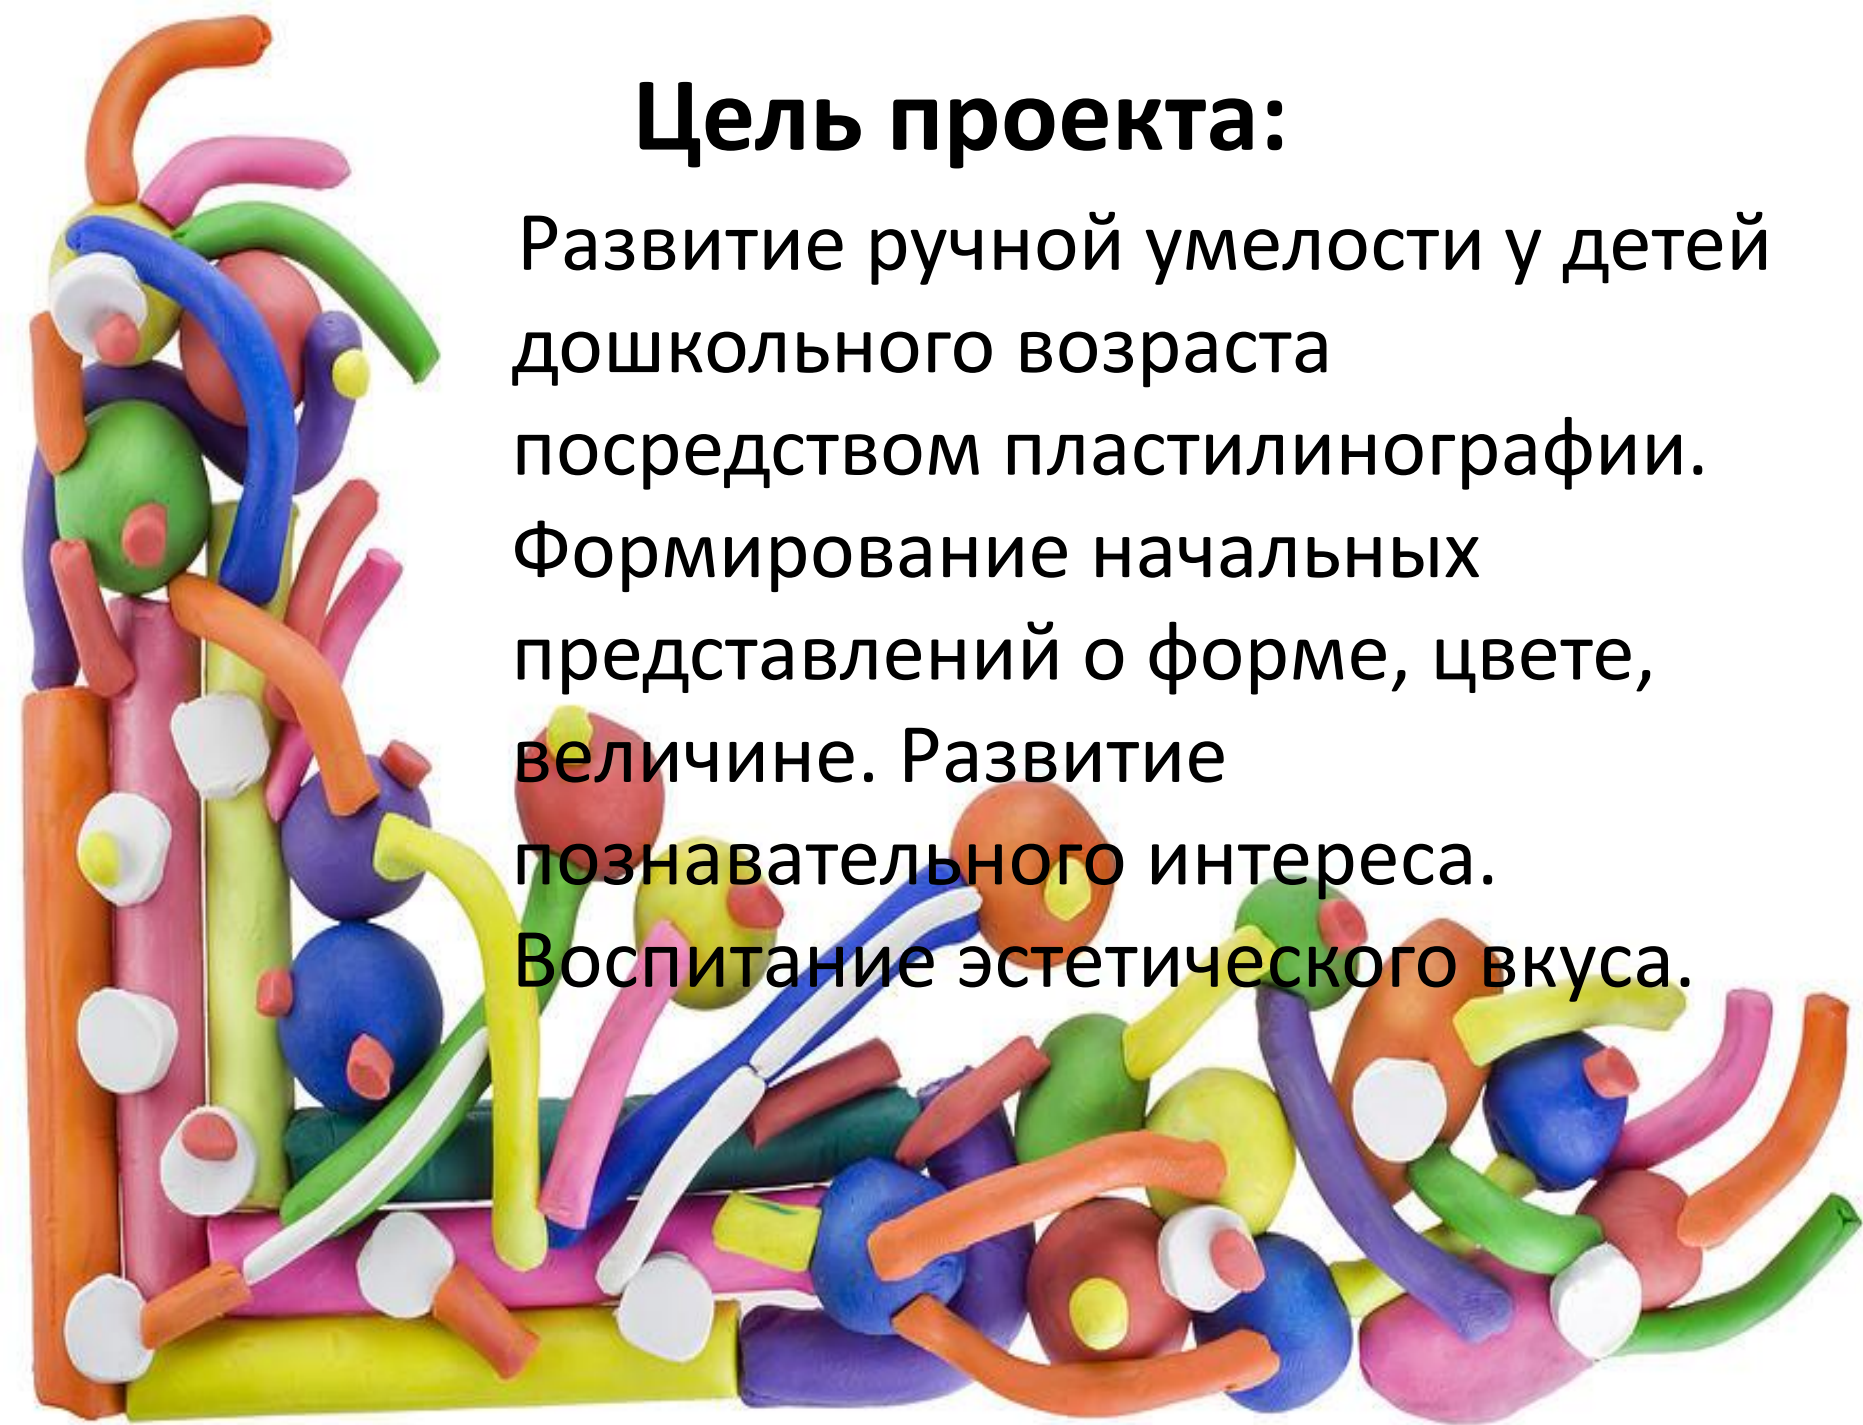 Цель проекта:
Развитие ручной умелости у детей
дошкольного возраста
посредством пластилинографии.
Формирование начальных
представлений о форме, цвете,
величине. Развитие
познавательного интереса.
Воспитание эстетического вкуса.